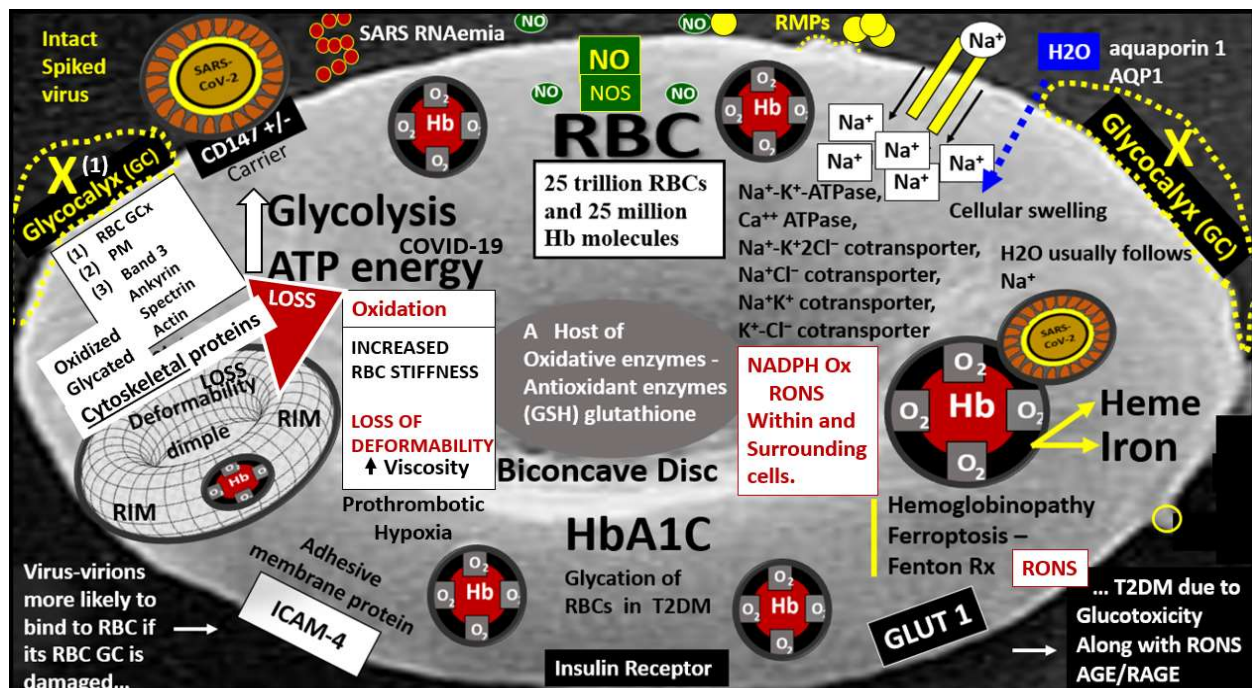 Intact
Spiked
virus
SARS-
CoV-2
CD147 +/-
Carrier
SARS RNAemia
NO
NO
NO
NOS
NO
NO
RBC
25 trillion RBCs
and 25 million
Hb molecules
RMPs
Na⁺
Na⁺
Na⁺
Na⁺
Na⁺
Na⁺
H2O
aquaporin 1
AQP1
X
Glycocalyx (GC)
Cellular swelling
H2O usually follows
Na⁺
Na⁺-K⁺-ATPase,
Ca⁺⁺ ATPase,
Na⁺-K⁺2Cl⁻ cotransporter,
Na⁺Cl⁻ cotransporter,
Na⁺K⁺ cotransporter,
K⁺-Cl⁻ cotransporter
O₂
O₂ Hb O₂
O₂
O₂
O₂ Hb O₂
O₂
X (1)
Glycocalyx (GC)
(1) RBC GCx
(2) PM
(3) Band 3
Ankyrin
Spectrin
Actin
Oxidized
Glycated
Cytoskeletal proteins
Glycolysis
COVID-19
ATP energy
LOSS
LOSS
Deformability
dimple
RIM
RIM
Hb
Oxidation
INCREASED
RBC STIFFNESS
LOSS OF
DEFORMABILITY
↑ Viscosity
Prothrombotic
Hypoxia
A Host of
Oxidative enzymes -
Antioxidant enzymes
(GSH) glutathione
Biconcave Disc
NADPH Ox
RONS
Within and
Surrounding
cells.
SARS-
CoV-2
O₂
O₂ Hb O₂
O₂
Heme
Iron
Hemoglobinopathy
Ferroptosis –
Fenton Rx
RONS
HbA1C
Glycation of
RBCs in T2DM
O₂
O₂ Hb O₂
O₂
O₂
O₂ Hb O₂
O₂
Adhesive
membrane protein
ICAM-4
Virus-virions
more likely to
bind to RBC if
its RBC GC is
damaged...
Insulin Receptor
GLUT 1
... T2DM due to
Glucotoxicity
Along with RONS
AGE/RAGE